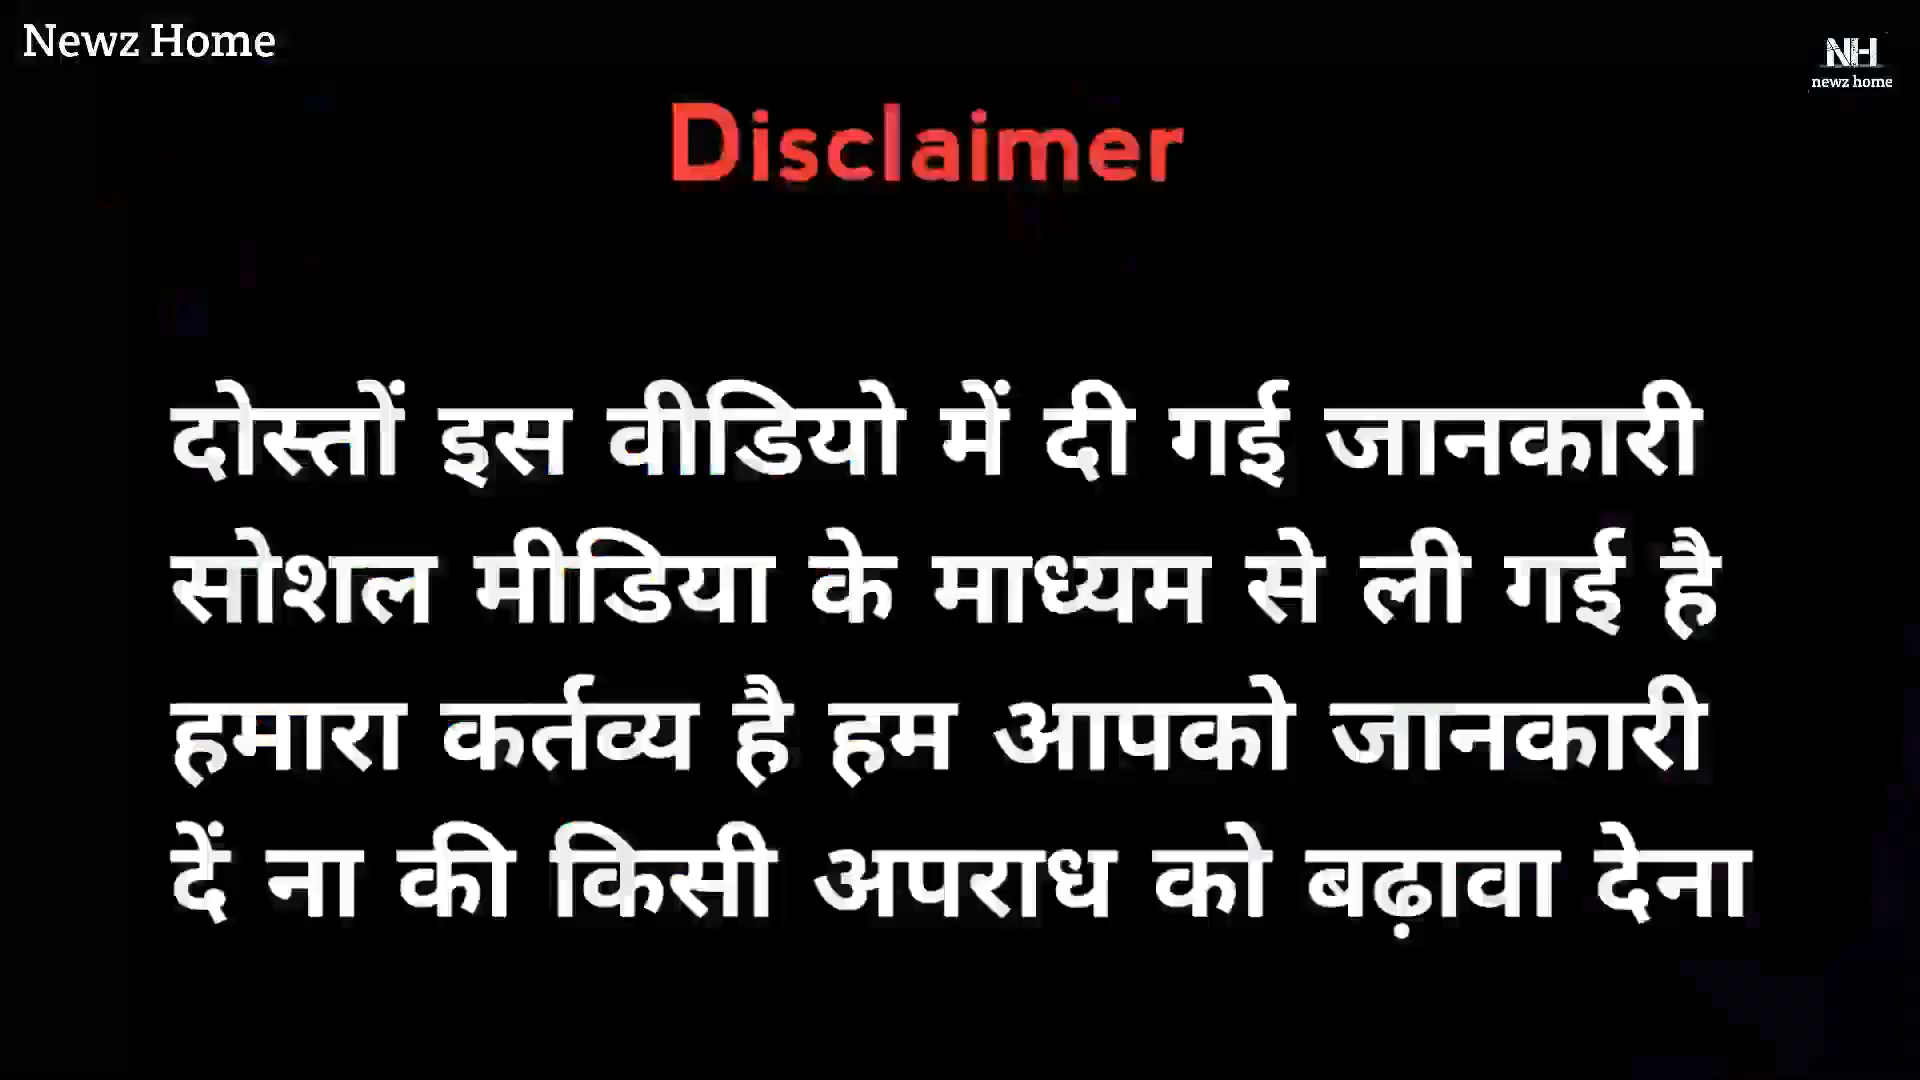 Newz Home
NH
newz home
Disclaimer
दोस्तों इस वीडियो में दी गई जानकारी
सोशल मीडिया के माध्यम से ली गई है
हमारा कर्तव्य है हम आपको जानकारी
दें ना की किसी अपराध को बढ़ावा देना